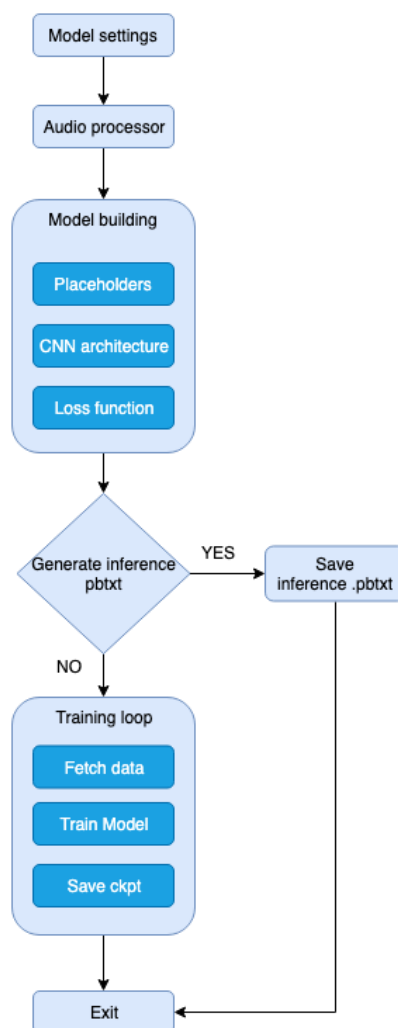 Model settings
Audio processor
Model building
Placeholders
CNN architecture
Loss function
Generate inference
pbtxt
YES
Save
inference .pbtxt
NO
Training loop
Fetch data
Train Model
Save ckpt
Exit